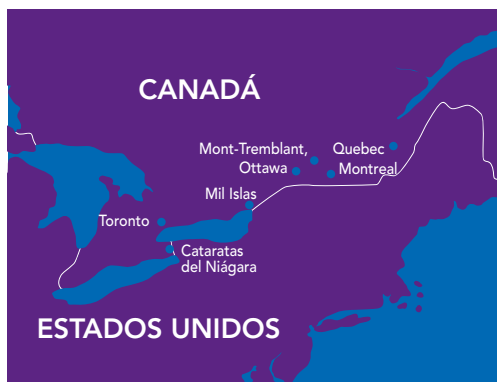 CANADÁ
Mont-Tremblant,
Ottawa
Quebec
Montreal
Mil Islas
Toronto
Cataratas
del Niágara
ESTADOS UNIDOS